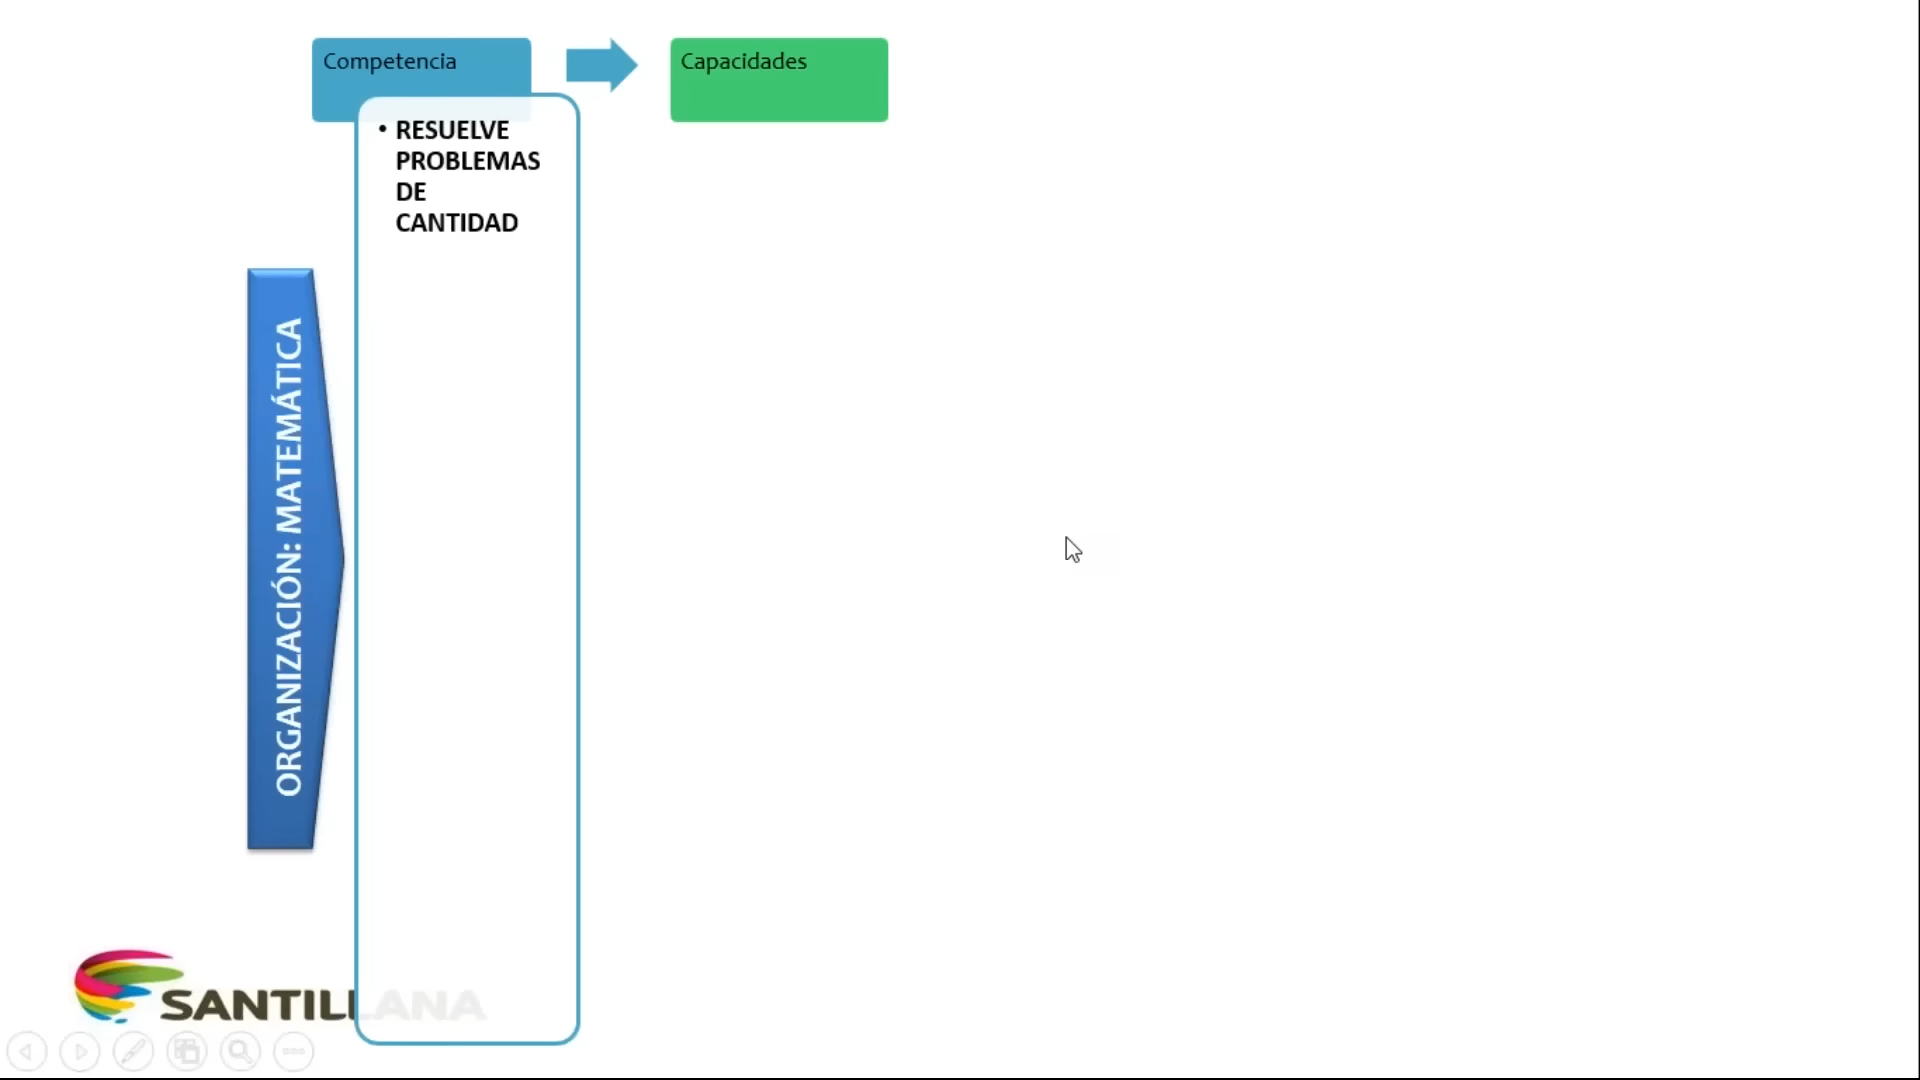 Competencia
Capacidades
• RESUELVE
PROBLEMAS
DE
CANTIDAD
ORGANIZACIÓN: MATEMÁTICA
SANTILLANA